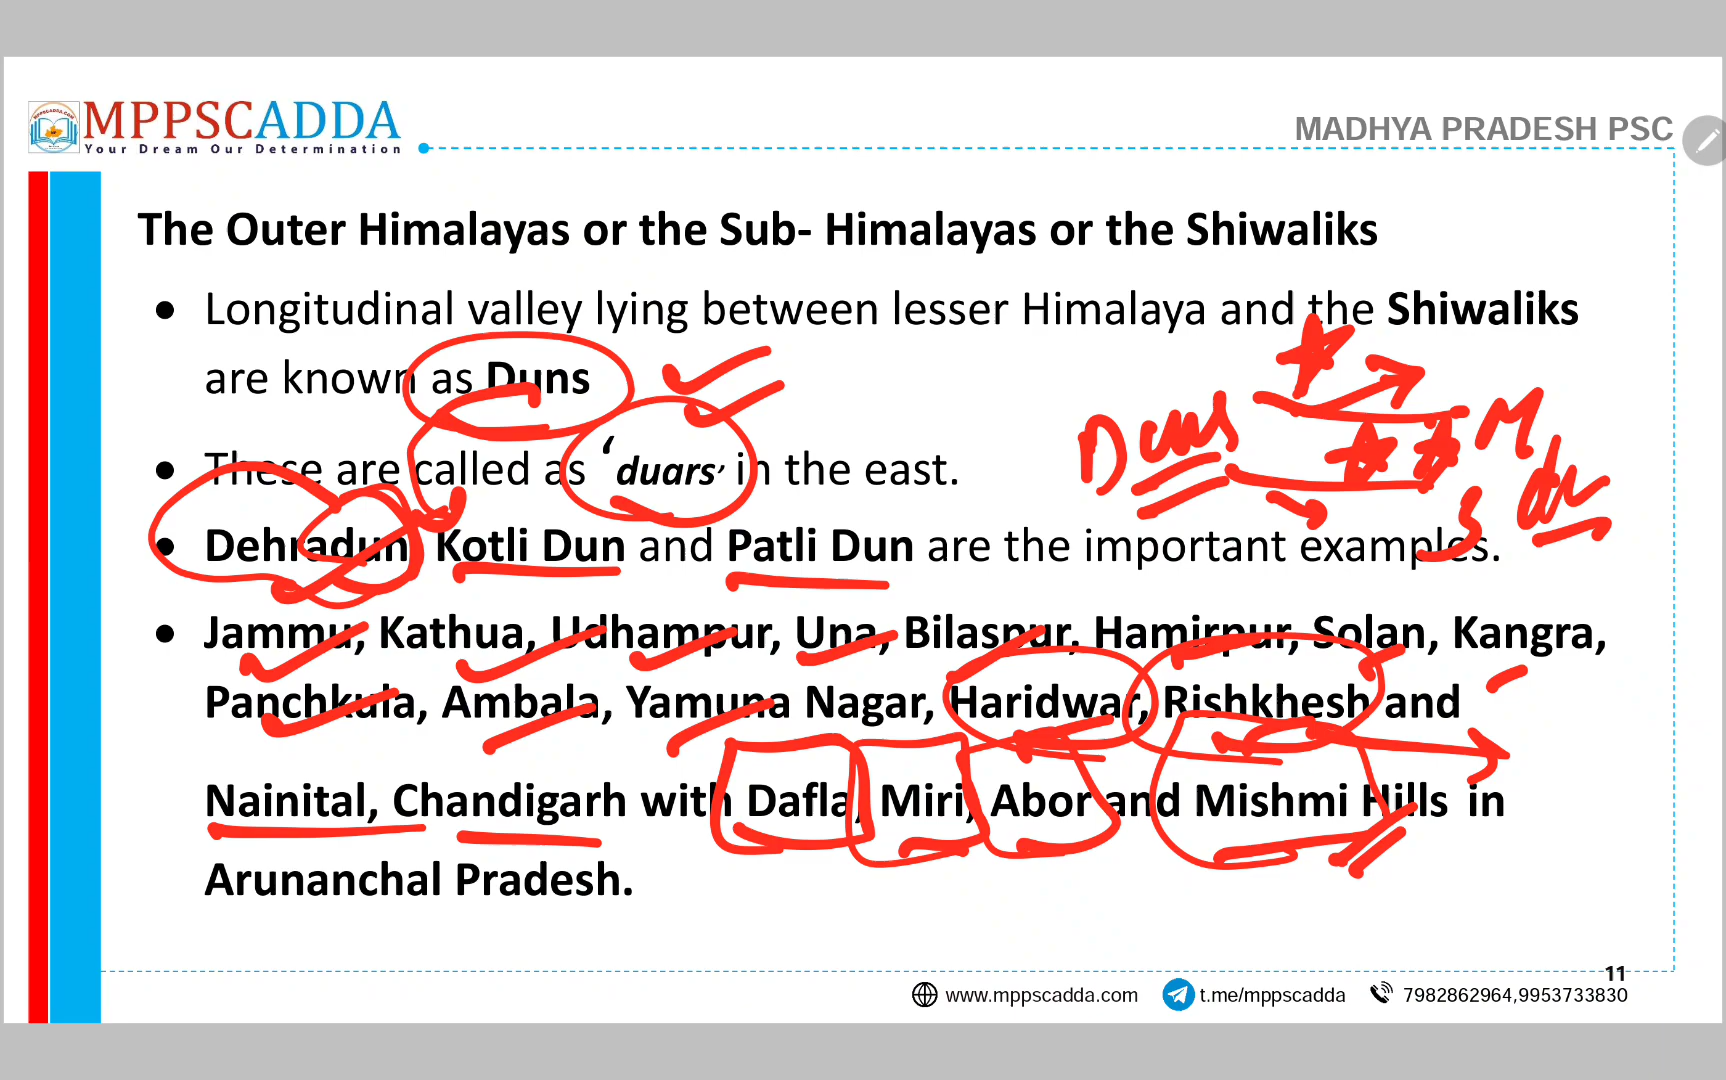 MPPSCADDA
Your Dream Our Determination
MADHYA PRADESH PSC
The Outer Himalayas or the Sub- Himalayas or the Shiwaliks
• Longitudinal valley lying between lesser Himalaya and the Shiwaliks
are known as Duns
• These are called as ‘duars’ in the east.
Duns
• Dehradun, Kotli Dun and Patli Dun are the important examples.
• Jammu, Kathua, Udhampur, Una, Bilaspur, Hamirpur, Solan, Kangra,
Panchkula, Ambala, Yamuna Nagar, Haridwar, Rishkhesh and
Nainital, Chandigarh with Dafla, Miri, Abor and Mishmi Hills in
Arunanchal Pradesh.
11
www.mppscadda.com t.me/mppscadda 7982862964,9953733830